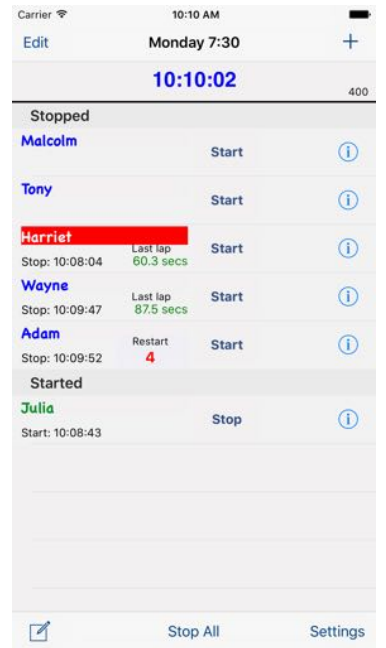 Carrier 10:10 AM
Edit Monday 7:30 +
10:10:02
400
Stopped
Malcolm
Start
Tony
Start
Harriet
Last lap
Start
Stop: 10:08:04 60.3 secs
Wayne
Last lap
Start
Stop: 10:09:47 87.5 secs
Adam
Restart
Start
Stop: 10:09:52 4
Started
Julia
Stop
Start: 10:08:43
Stop All Settings